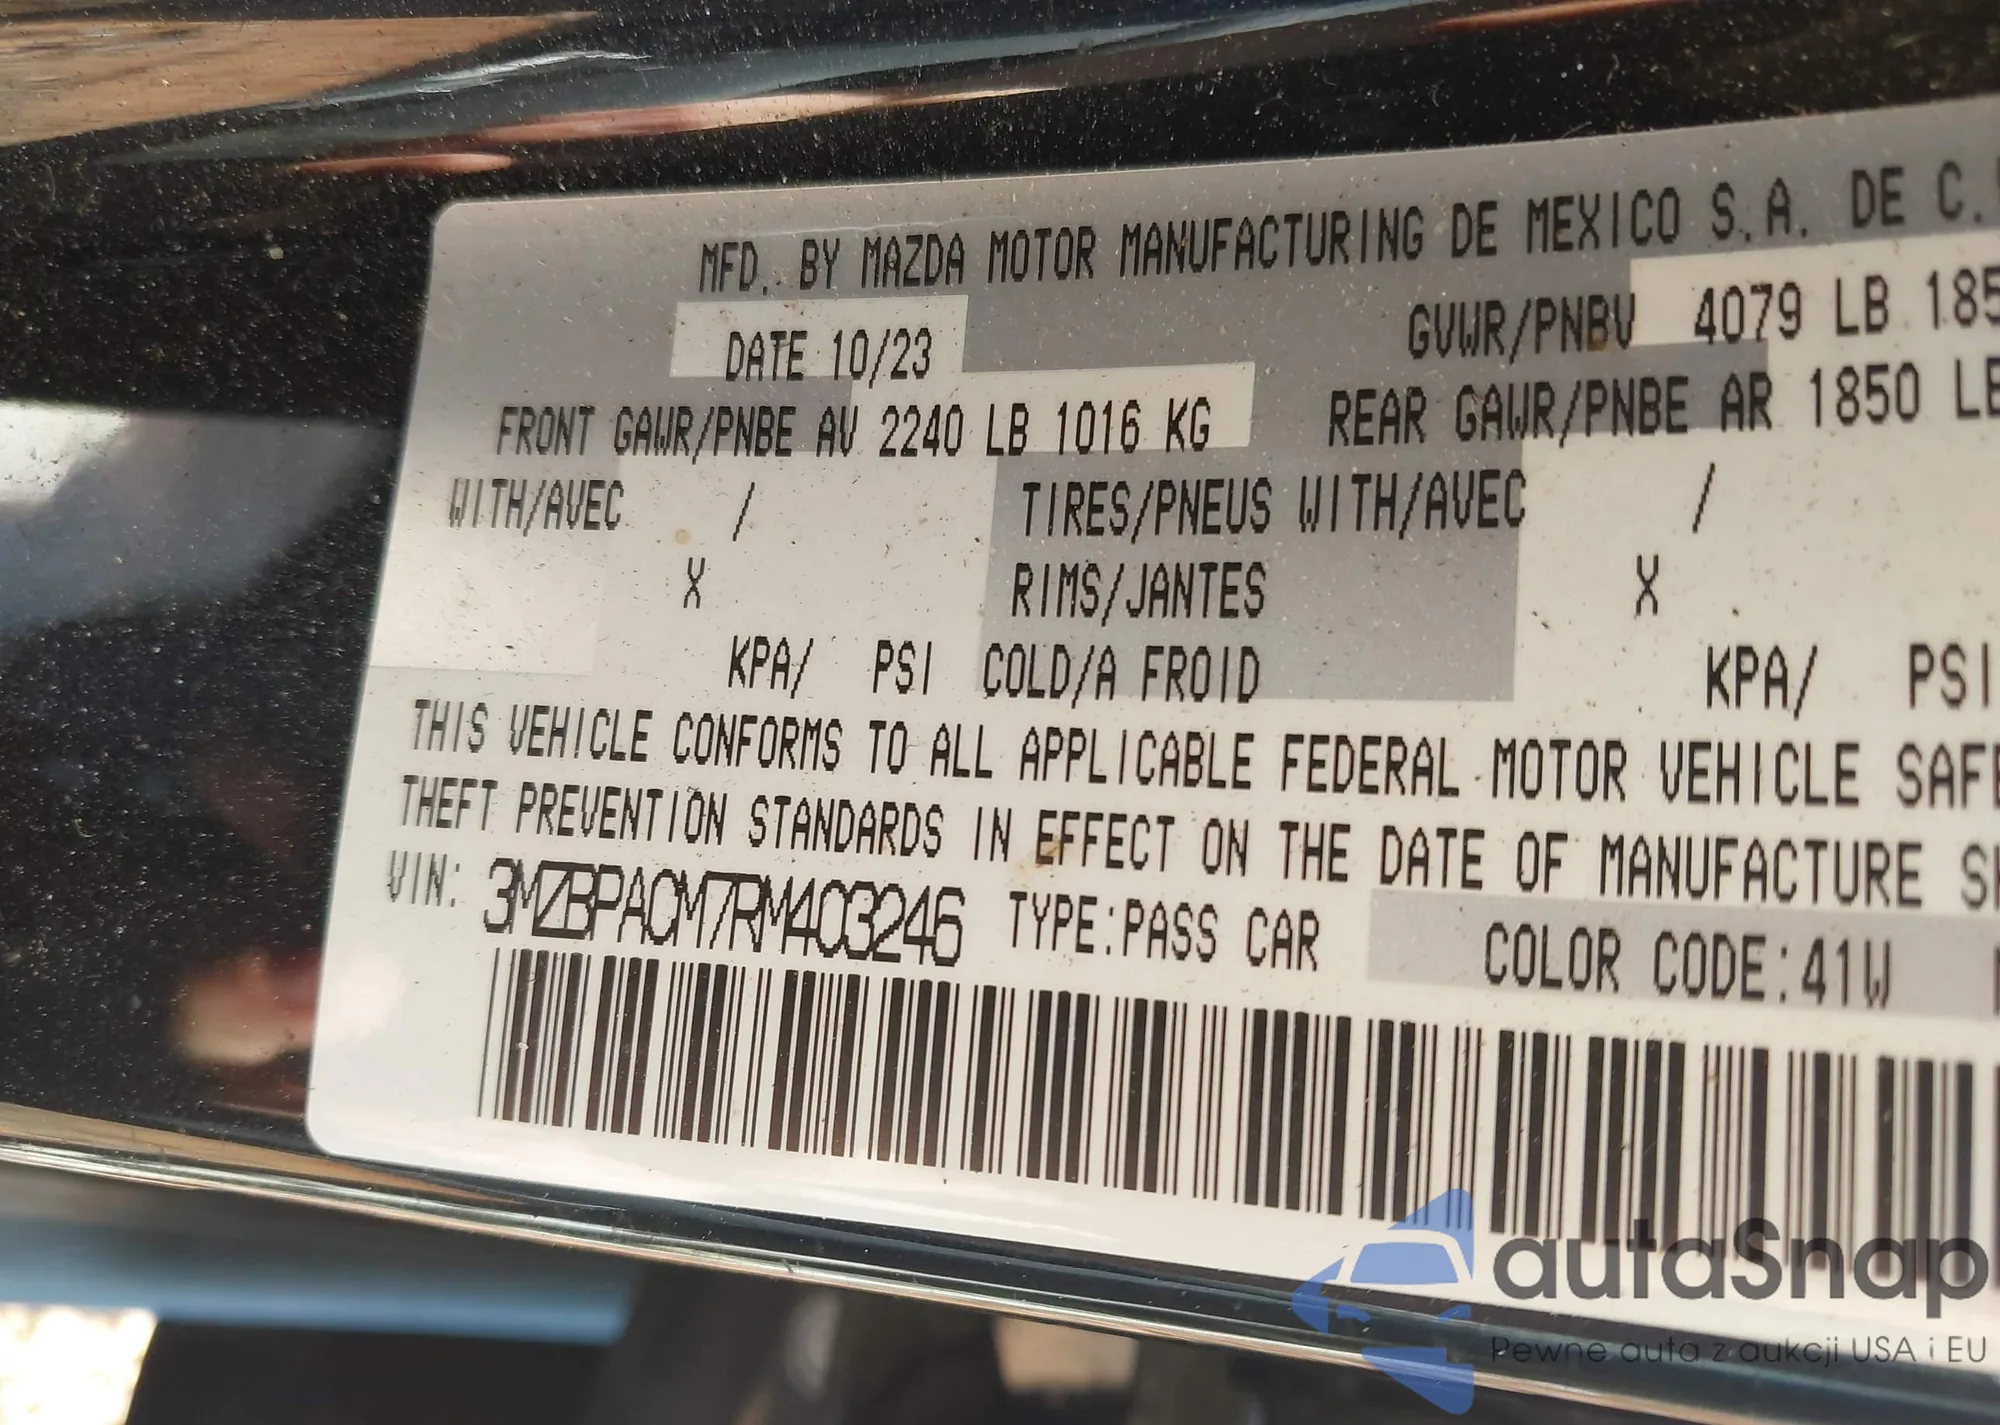 MFD. BY MAZDA MOTOR MANUFACTURING DE MEXICO S.A. DE C.
DATE 10/23 GVWR/PNBV 4079 LB 185
FRONT GAWR/PNBE AV 2240 LB 1016 KG REAR GAWR/PNBE AR 1850 LB
WITH/AVEC / TIRES/PNEUS WITH/AVEC /
X RIMS/JANTES X
KPA/ PSI COLD/A FROID KPA/ PSI
THIS VEHICLE CONFORMS TO ALL APPLICABLE FEDERAL MOTOR VEHICLE SAFE
THEFT PREVENTION STANDARDS IN EFFECT ON THE DATE OF MANUFACTURE S
VIN: 3MZBPACM7RM403246 TYPE:PASS CAR COLOR CODE:41W
autaSnap
Pewne auta z aukcji USA i EU